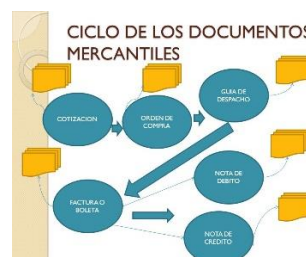 CICLO DE LOS DOCUMENTOS
MERCANTILES
COTIZACION
ORDEN DE
COMPRA
GUIA DE
DESPACHO
FACTURA O
BOLETA
NOTA DE
DEBITO
NOTA DE
CREDITO